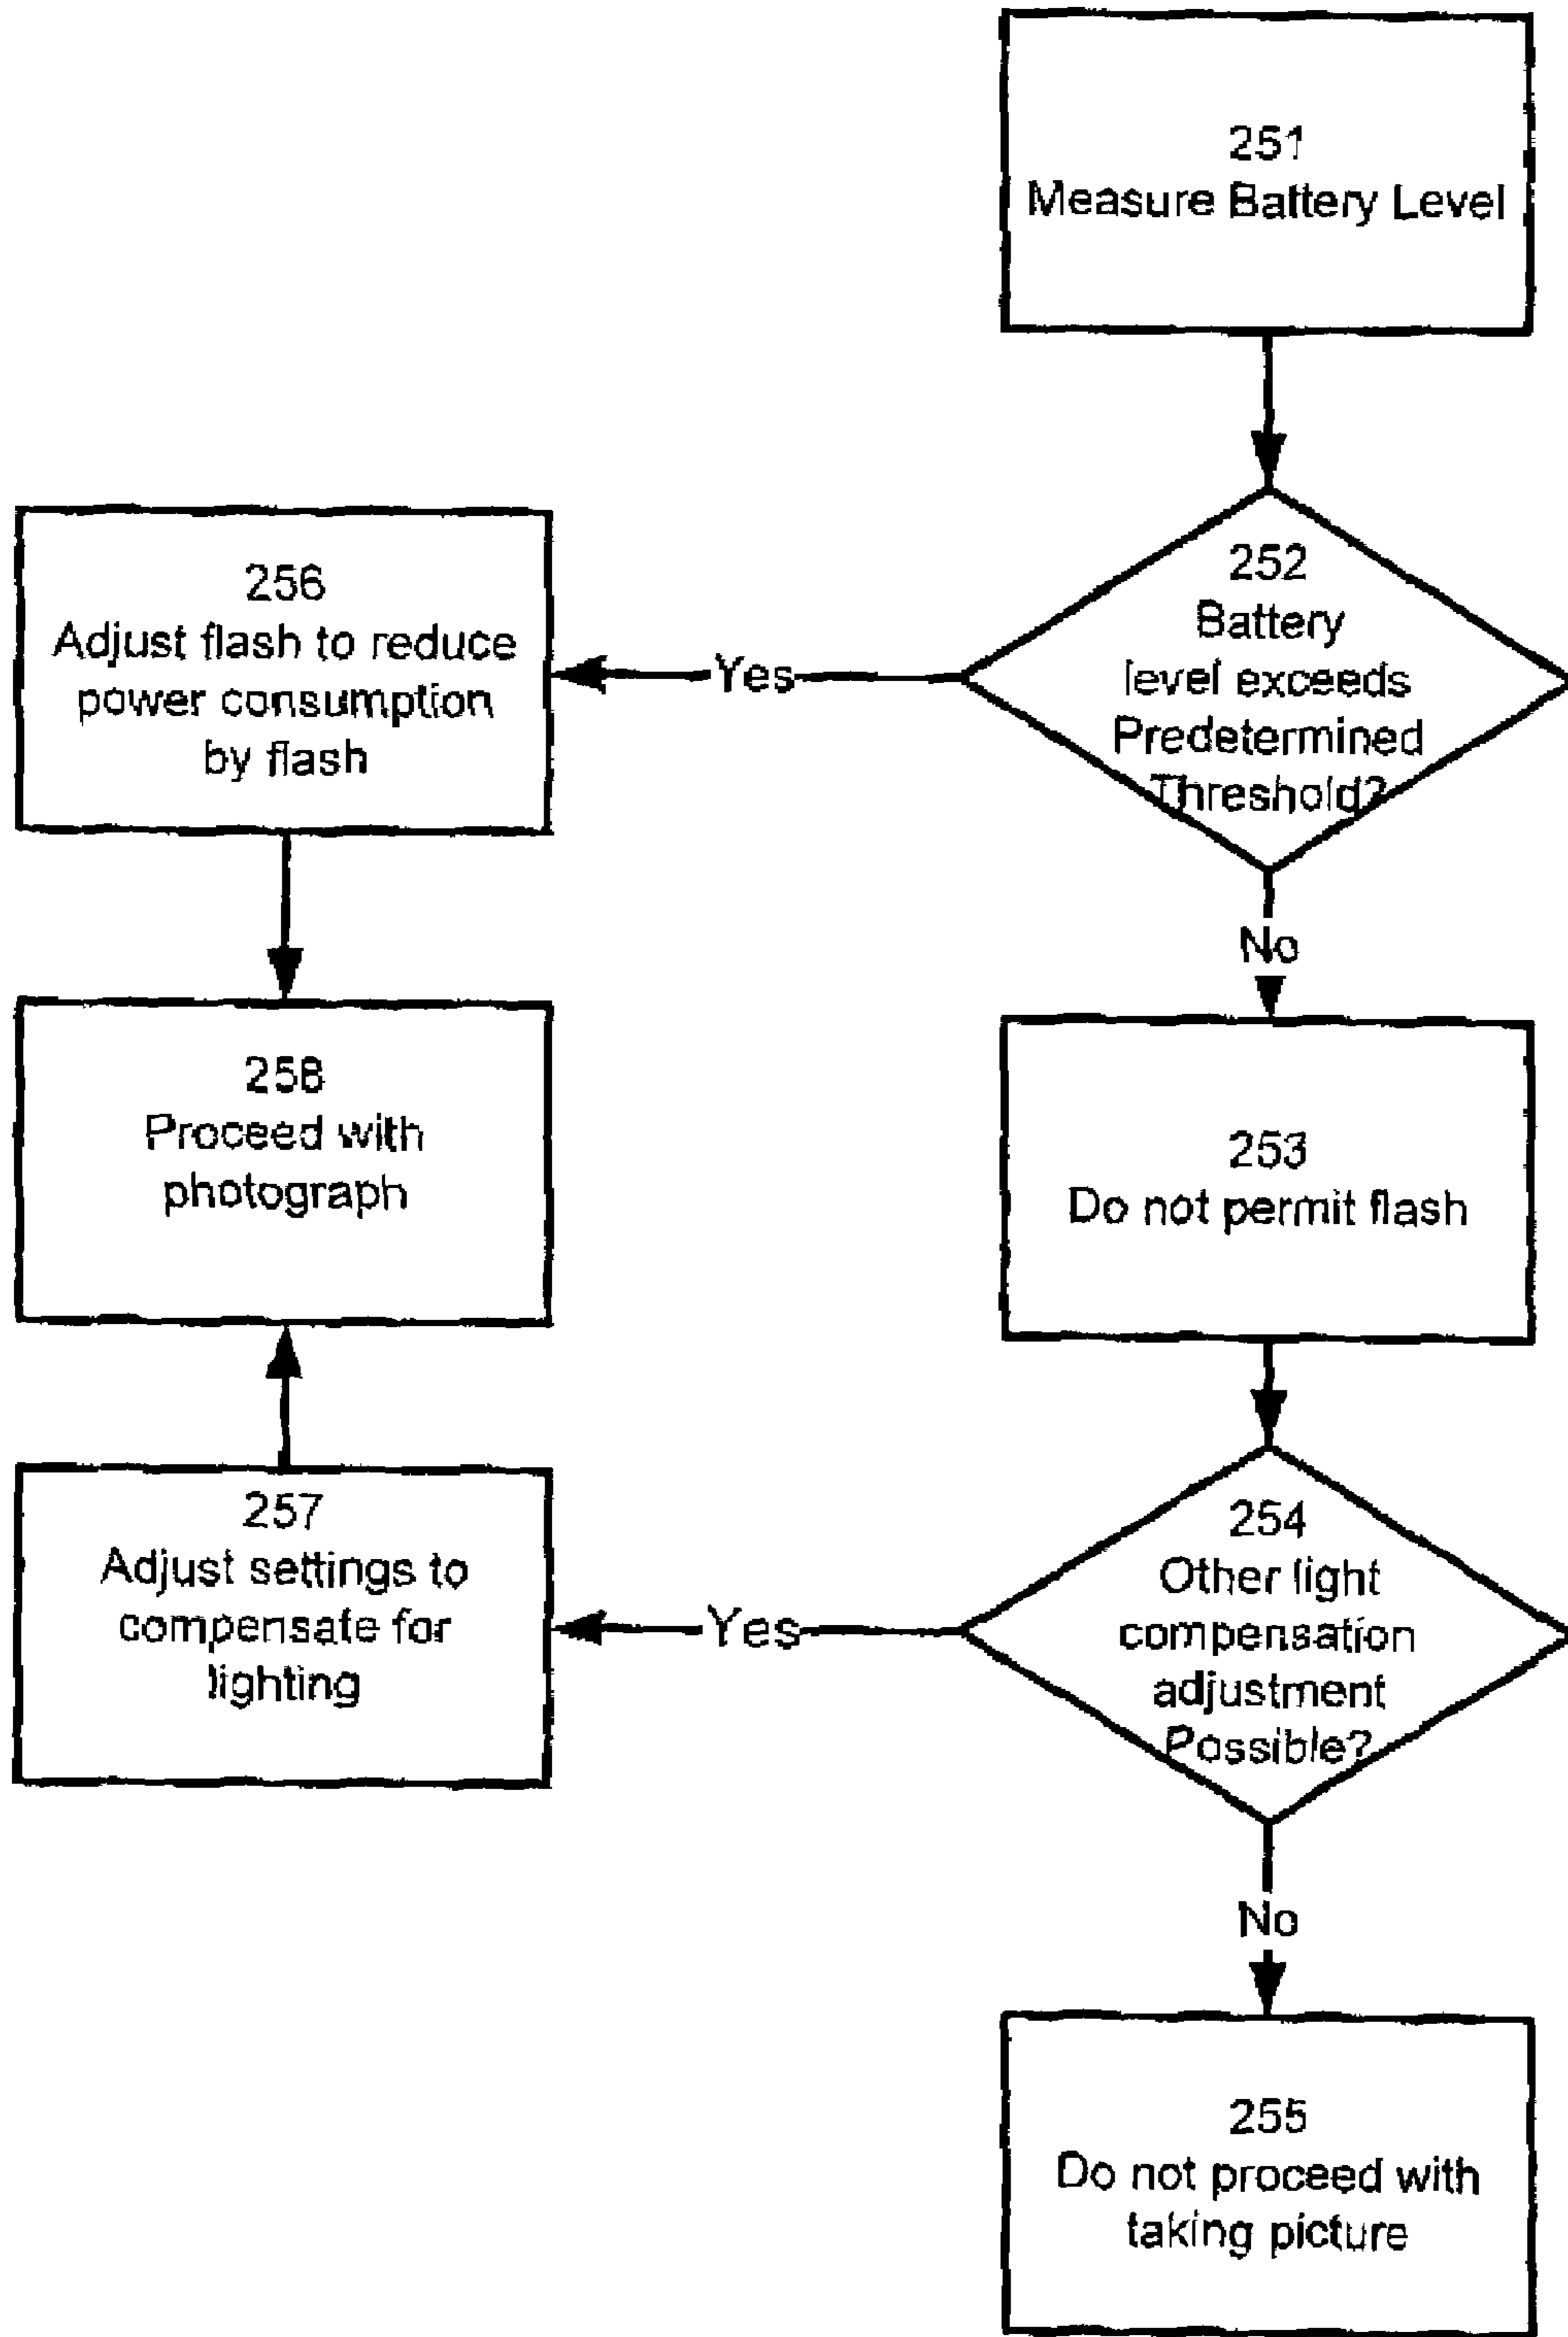 251
Measure Battery Level
252
Battery
level exceeds
Predetermined
Threshold?
Yes
256
Adjust flash to reduce
power consumption
by flash
No
258
Proceed with
photograph
253
Do not permit flash
254
Other light
compensation
adjustment
Possible?
Yes
257
Adjust settings to
compensate for
lighting
No
255
Do not proceed with
taking picture